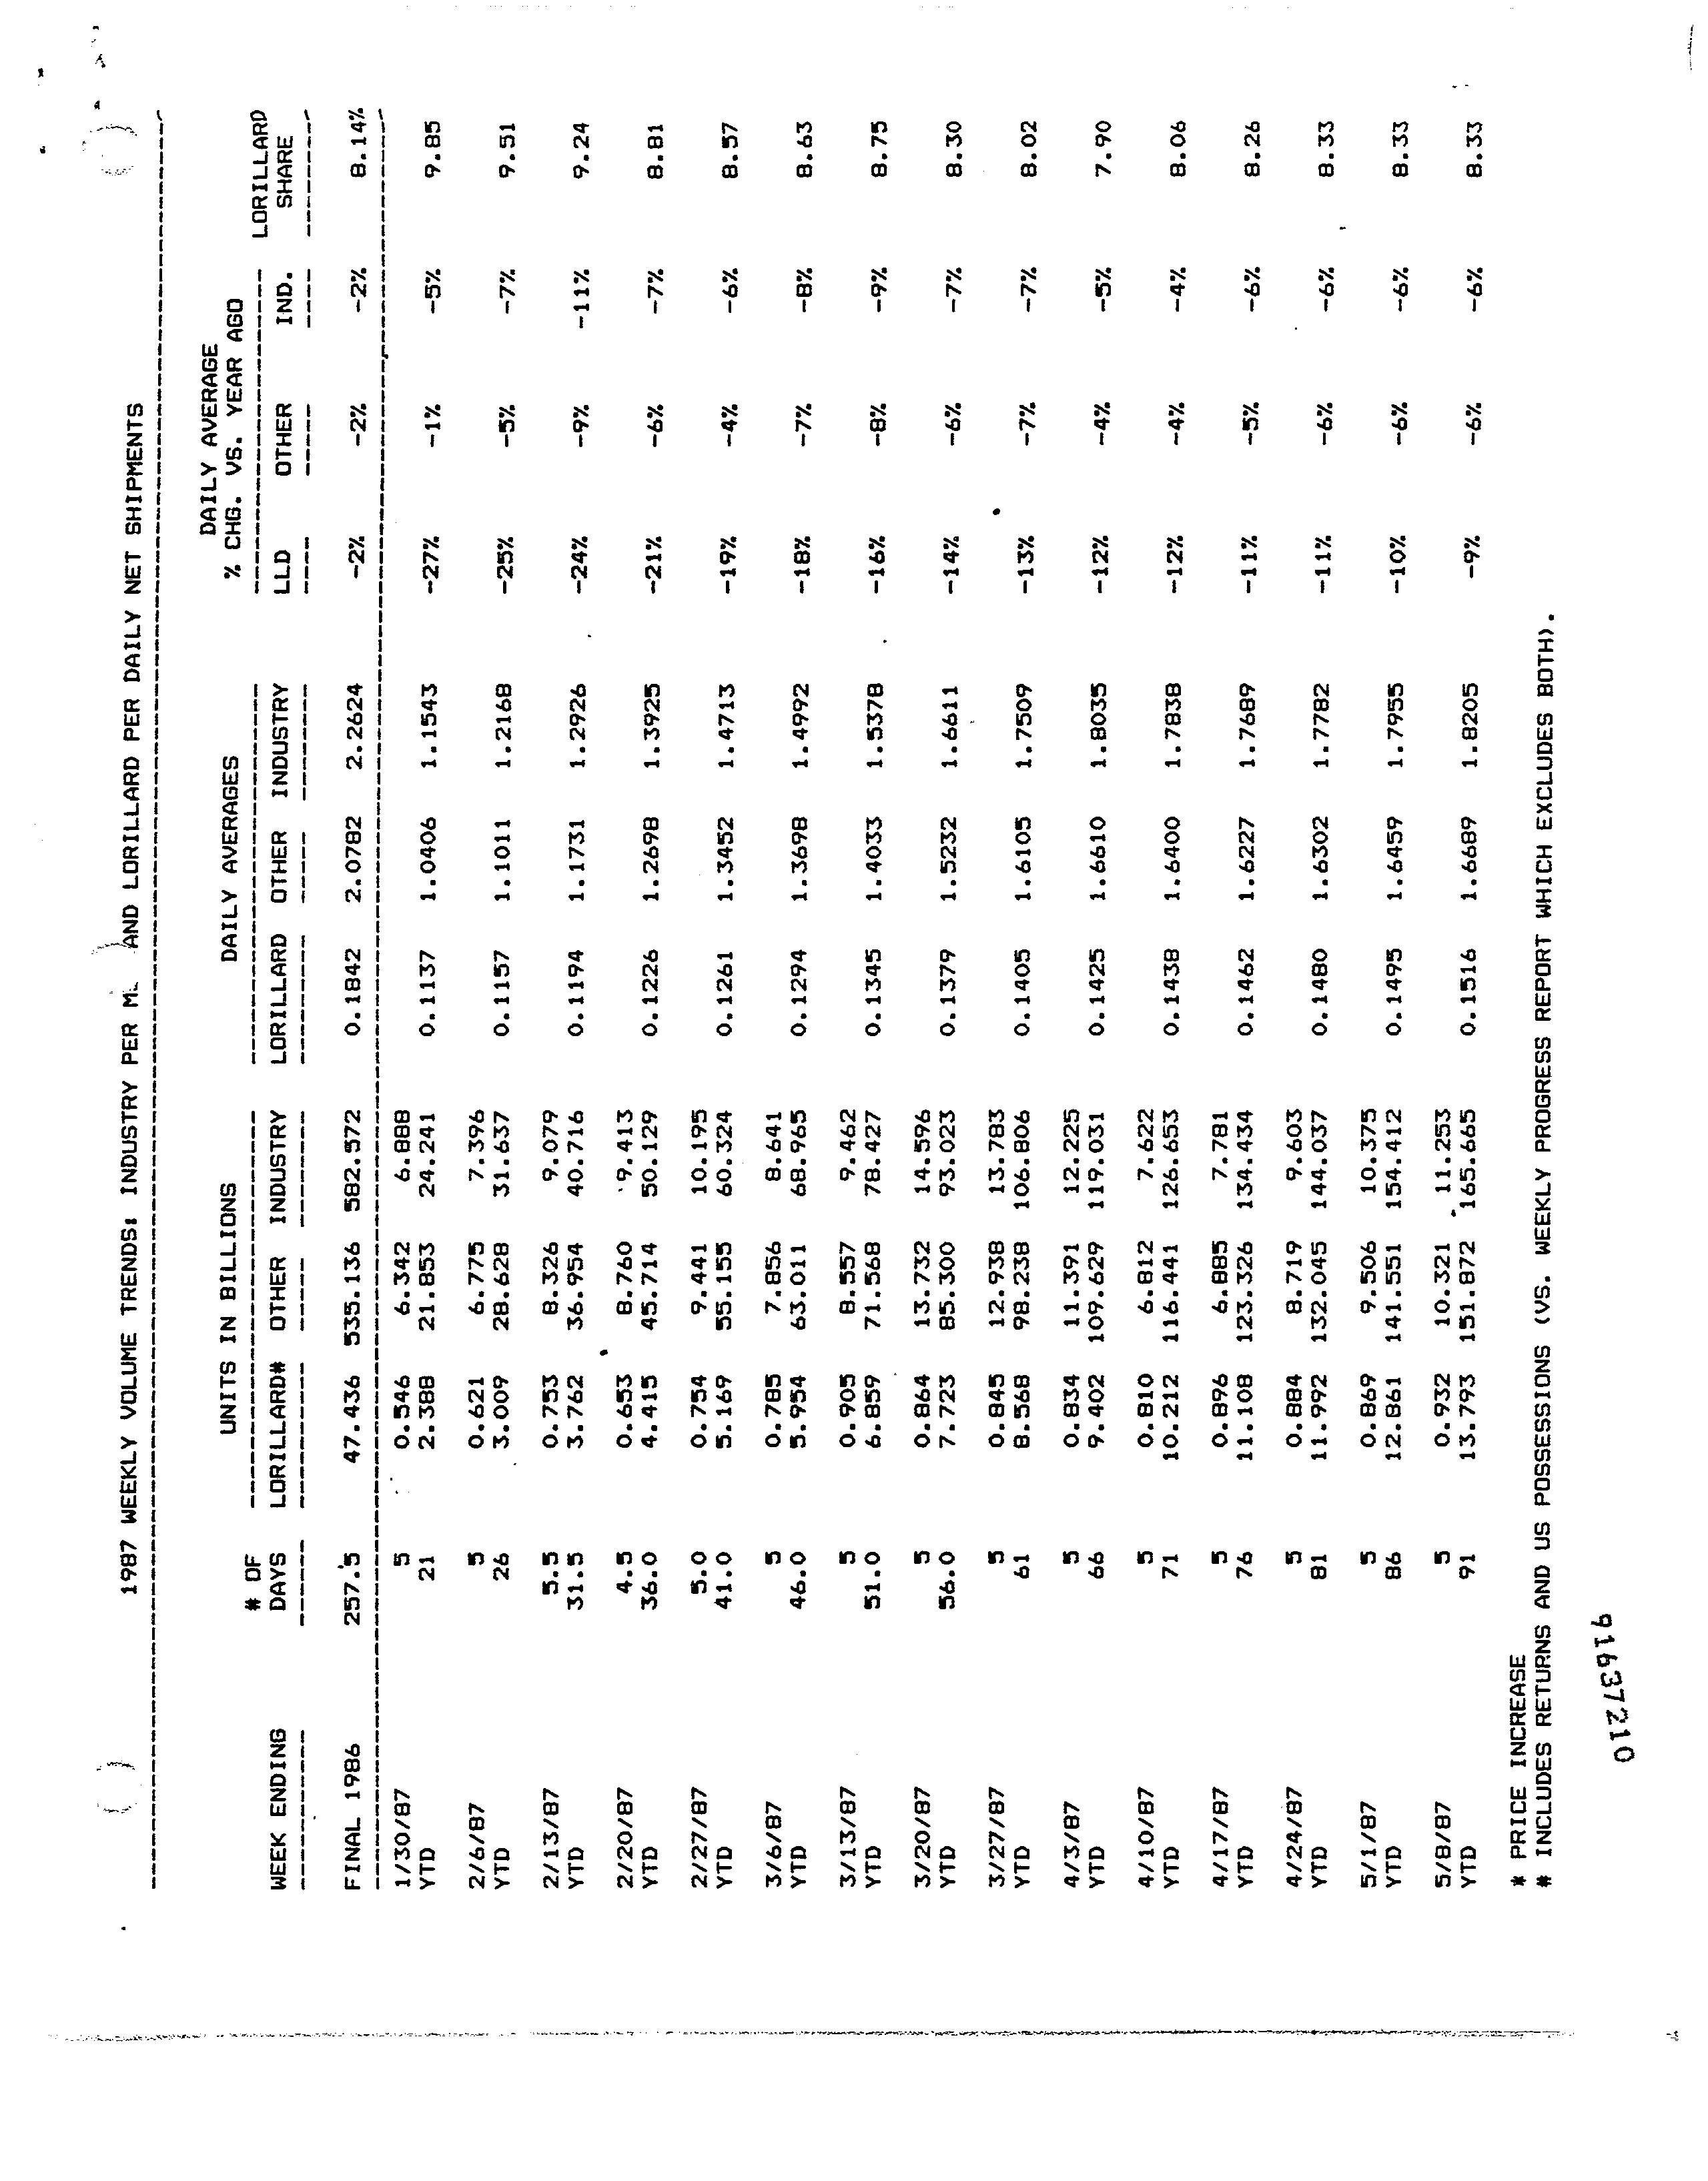 1987 WEEKLY VOLUME TRENDS: INDUSTRY PER AND LORILLARD PER DAILY NET SHIPMENTS
DAILY AVERAGE
# OF UNITS IN BILLIONS DAILY AVERAGES % CHG. VS. YEAR AGO LORILLARD
WEEK ENDING DAYS LORILLARD# OTHER INDUSTRY LORILLARD OTHER INDUSTRY LLD OTHER IND. SHARE
FINAL 1986 257.5 47.436 535.136 582.572 0.1842 2.0782 2.2624 -2% -2% -2% 8.14%
1/30/87 5 0.546 6.342 6.888
YTD 21 2.388 21.853 24.241 0.1137 1.0406 1.1543 -27% -1% -5% 9.85
2/6/87 5 0.621 6.775 7.396
YTD 26 3.009 28.628 31.637 0.1157 1.1011 1.2168 -25% -5% -7% 9.51
2/13/87 5.5 0.753 8.326 9.079
YTD 31.5 3.762 36.954 40.716 0.1194 1.1731 1.2926 -24% -9% -11% 9.24
2/20/87 4.5 0.653 8.760 9.413
YTD 36.0 4.415 45.714 50.129 0.1226 1.2698 1.3925 -21% -6% -7% 8.81
2/27/87 5.0 0.754 9.441 10.195
YTD 41.0 5.169 55.155 60.324 0.1261 1.3452 1.4713 -19% -4% -6% 8.57
3/6/87 5 0.785 7.856 8.641
YTD 46.0 5.954 63.011 68.965 0.1294 1.3698 1.4992 -18% -7% -8% 8.63
3/13/87 5 0.905 8.557 9.462
YTD 51.0 6.859 71.568 78.427 0.1345 1.4033 1.5378 -16% -8% -9% 8.75
3/20/87 5 0.864 13.732 14.596
YTD 56.0 7.723 85.300 93.023 0.1379 1.5232 1.6611 -14% -6% -7% 8.30
3/27/87 5 0.845 12.938 13.783
YTD 61 8.568 98.238 106.806 0.1405 1.6105 1.7509 -13% -7% -7% 8.02
4/3/87 5 0.834 11.391 12.225
YTD 66 9.402 109.629 119.031 0.1425 1.6610 1.8035 -12% -4% -5% 7.90
4/10/87 5 0.810 6.812 7.622
YTD 71 10.212 116.441 126.653 0.1438 1.6400 1.7838 -12% -4% -4% 8.06
4/17/87 5 0.896 6.885 7.781
YTD 76 11.108 123.326 134.434 0.1462 1.6227 1.7689 -11% -5% -6% 8.26
4/24/87 5 0.884 8.719 9.603
YTD 81 11.992 132.045 144.037 0.1480 1.6302 1.7782 -11% -6% -6% 8.33
5/1/87 5 0.869 9.506 10.375
YTD 86 12.861 141.551 154.412 0.1495 1.6459 1.7955 -10% -6% -6% 8.33
5/8/87 5 0.932 10.321 11.253
YTD 91 13.793 151.872 165.665 0.1516 1.6689 1.8205 -9% -6% -6% 8.33
* PRICE INCREASE
# INCLUDES RETURNS AND US POSSESSIONS (VS. WEEKLY PROGRESS REPORT WHICH EXCLUDES BOTH).
91637210